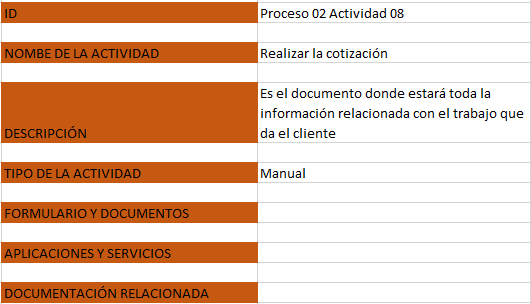 ID Proceso 02 Actividad 08
NOMBE DE LA ACTIVIDAD Realizar la cotización
Es el documento donde estará toda la
información relacionada con el trabajo que
DESCRIPCIÓN da el cliente
TIPO DE LA ACTIVIDAD Manual
FORMULARIO Y DOCUMENTOS
APLICACIONES Y SERVICIOS
DOCUMENTACIÓN RELACIONADA